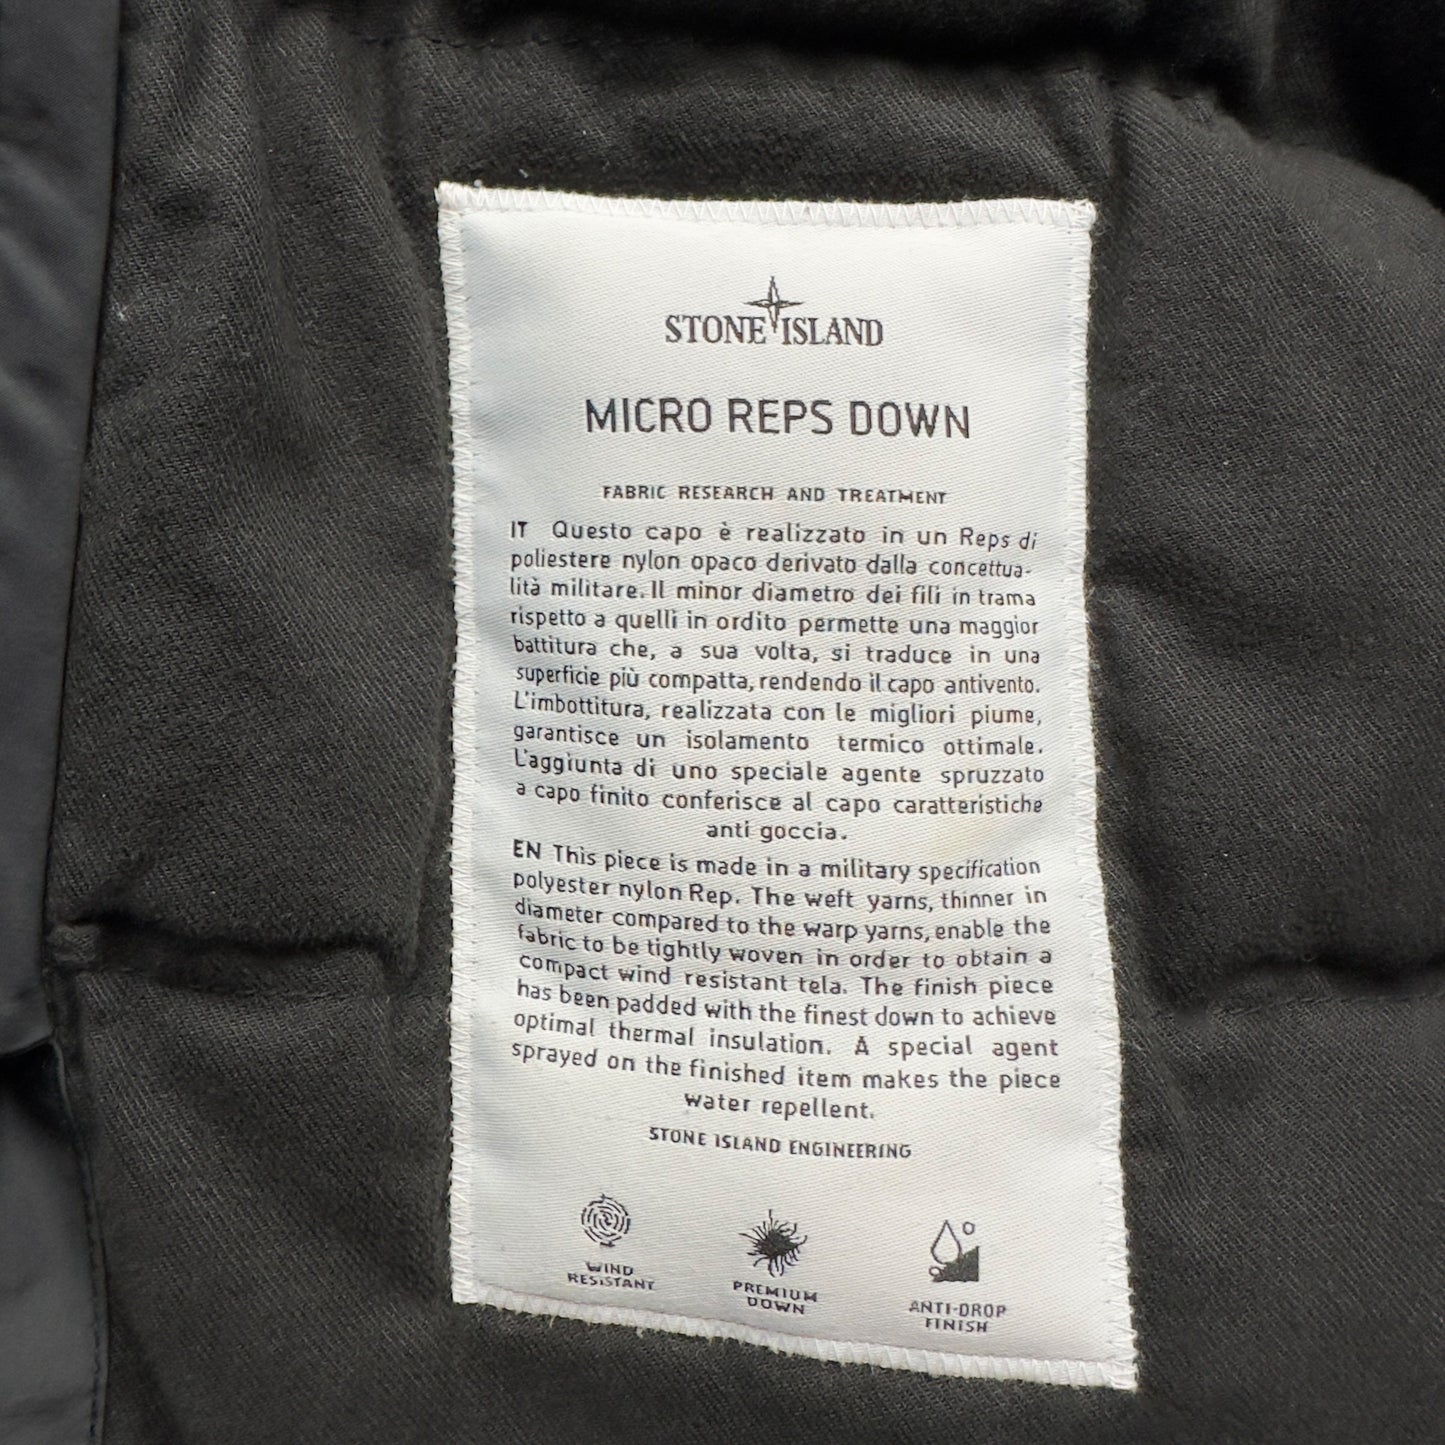 STONE ISLAND
MICRO REPS DOWN
FABRIC RESEARCH AND TREATMENT
IT Questo capo è realizzato in un Reps di
poliestere nylon opaco derivato dalla concettua-
lità militare. Il minor diametro dei fili in trama
rispetto a quelli in ordito permette una maggior
battitura che, a sua volta, si traduce in una
superficie più compatta, rendendo il capo antivento.
L'imbottitura, realizzata con le migliori piume,
garantisce un isolamento termico ottimale.
L'aggiunta di uno speciale agente spruzzato
a capo finito conferisce al capo caratteristiche
anti goccia.
EN This piece is made in a military specification
polyester nylon Rep. The weft yarns, thinner in
diameter compared to the warp yarns, enable the
fabric to be tightly woven in order to obtain a
compact wind resistant tela. The finish piece
has been padded with the finest down to achieve
optimal thermal insulation. A special agent
sprayed on the finished item makes the piece
water repellent.
STONE ISLAND ENGINEERING
WIND
RESISTANT
PREMIUM
DOWN
ANTI-DROP
FINISH